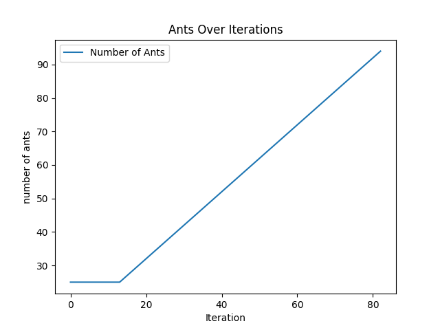 Ants Over Iterations
Number of Ants
number of ants
90
80
70
60
50
40
30
0 20 40 60 80
Iteration